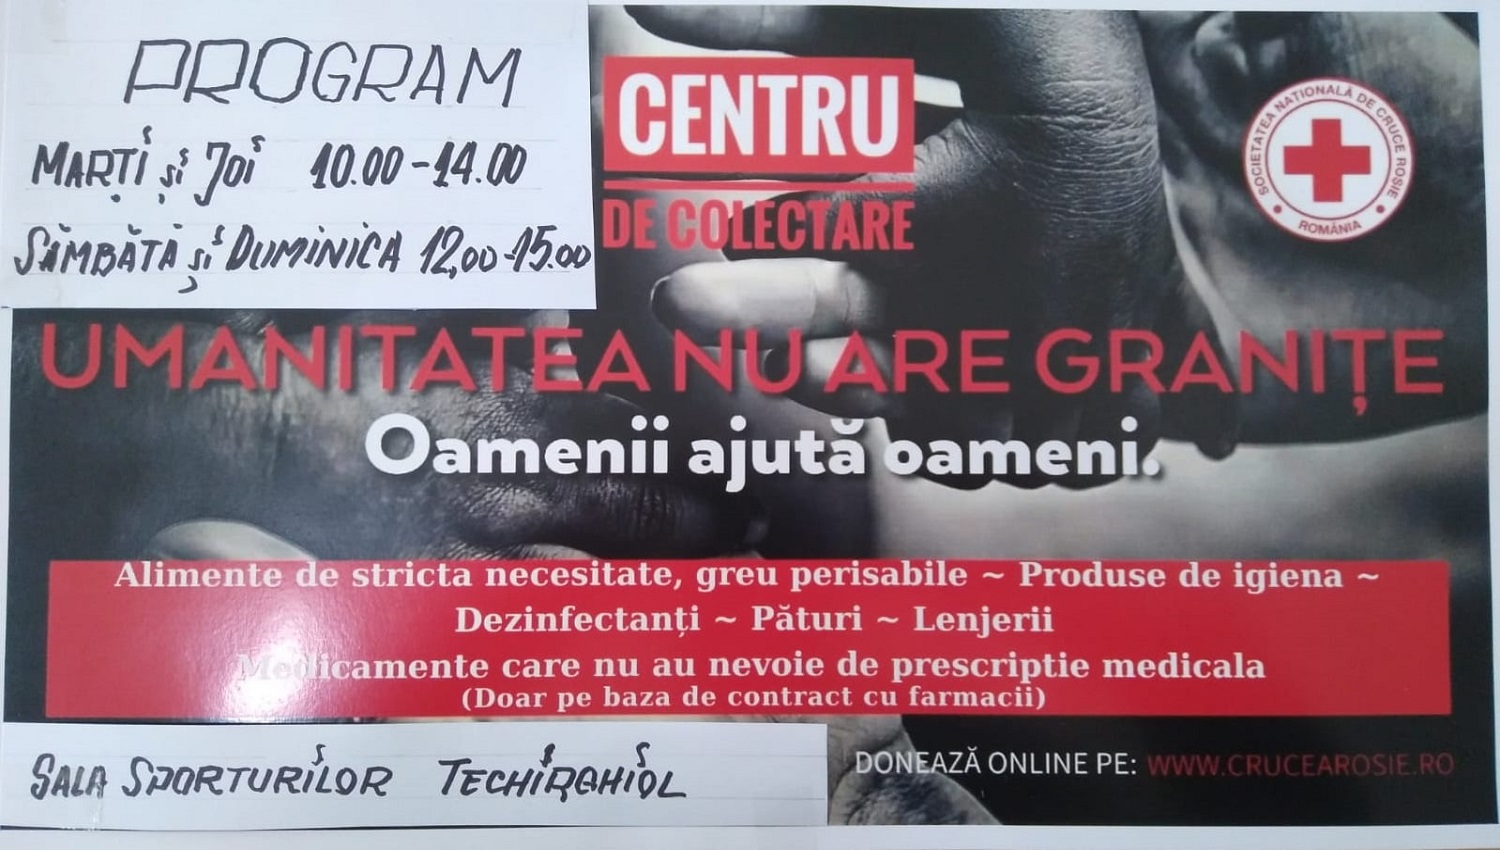 PROGRAM
MARȚI și JOI 10.00-14.00
SÂMBĂTĂ și DUMINICA 12,00-15.00
CENTRU
DE COLECTARE
SOCIETATEA NAȚIONALĂ DE CRUCE ROSIE
ROMÂNIA
UMANITATEA NU ARE GRANIȚE
Oamenii ajută oameni.
Alimente de stricta necesitate, greu perisabile ~ Produse de igiena ~
Dezinfectanți ~ Pături ~ Lenjerii
Medicamente care nu au nevoie de prescriptie medicala
(Doar pe baza de contract cu farmacii)
SALA SPORTURILOR TECHIRGHIOL
DONEAZĂ ONLINE PE: WWW.CRUCEAROSIE.RO